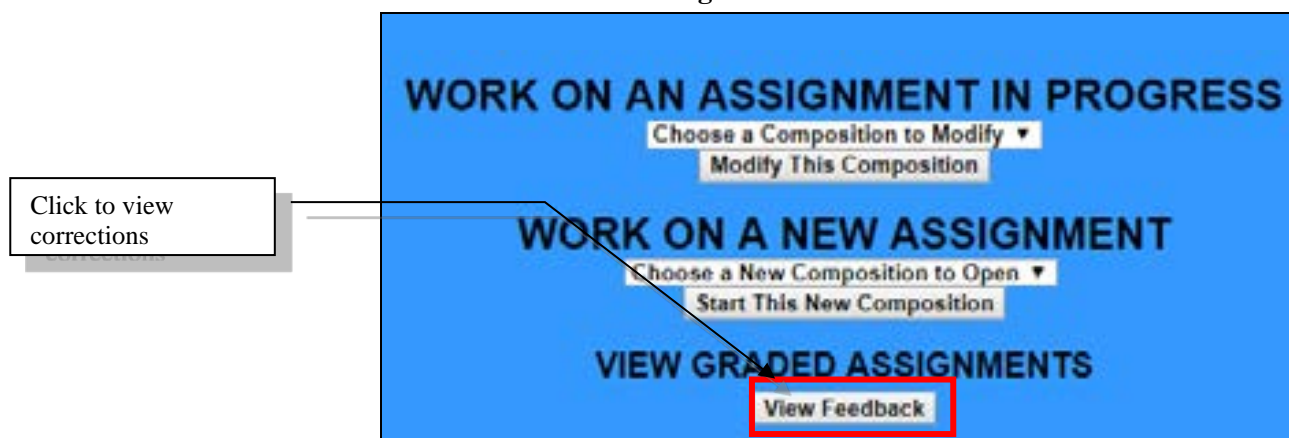 WORK ON AN ASSIGNMENT IN PROGRESS
Choose a Composition to Modify ▼
Modify This Composition
Click to view
corrections
WORK ON A NEW ASSIGNMENT
Choose a New Composition to Open ▼
Start This New Composition
VIEW GRADED ASSIGNMENTS
View Feedback